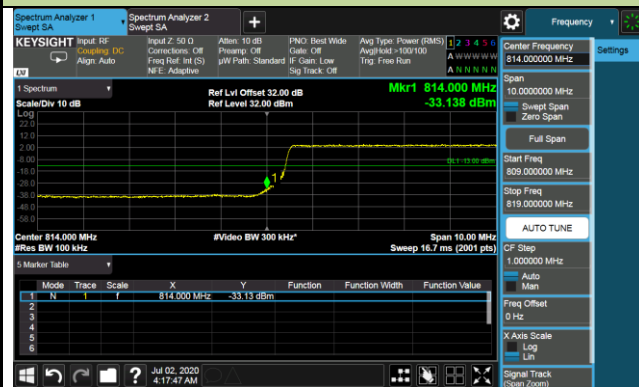 Spectrum Analyzer 1
Swept SA
Spectrum Analyzer 2
Swept SA
Frequency
KEYSIGHT
Input: RF
Coupling: DC
Align: Auto
Input Z: 50 Ω
Corrections: Off
Freq Ref: Int (S)
NFE: Adaptive
Atten: 10 dB
Preamp: Off
µW Path: Standard
PNO: Best Wide
Gate: Off
IF Gain: Low
Sig Track: Off
Avg Type: Power (RMS)
Avg|Hold:>100/100
Trig: Free Run
1 2 3 4 5 6
A W W W W W
A N N N N N
LXI
1 Spectrum
Scale/Div 10 dB
Ref Lvl Offset 32.00 dB
Ref Level 32.00 dBm
Mkr1 814.000 MHz
-33.138 dBm
Log
22.0
12.0
2.00
-8.00
-18.0
-28.0
-38.0
-48.0
-58.0
DL1 -13.00 dBm
1
Center 814.000 MHz
#Res BW 100 kHz
#Video BW 300 kHz*
Span 10.00 MHz
Sweep 16.7 ms (2001 pts)
5 Marker Table
Mode Trace Scale X Y Function Function Width Function Value
1 N 1 f 814.000 MHz -33.13 dBm
2
3
4
5
6
Jul 02, 2020
4:17:47 AM
Center Frequency
814.000000 MHz
Settings
Span
10.0000000 MHz
Swept Span
Zero Span
Full Span
Start Freq
809.000000 MHz
Stop Freq
819.000000 MHz
AUTO TUNE
CF Step
1.000000 MHz
Auto
Man
Freq Offset
0 Hz
X Axis Scale
Log
Lin
Signal Track
(Span Zoom)